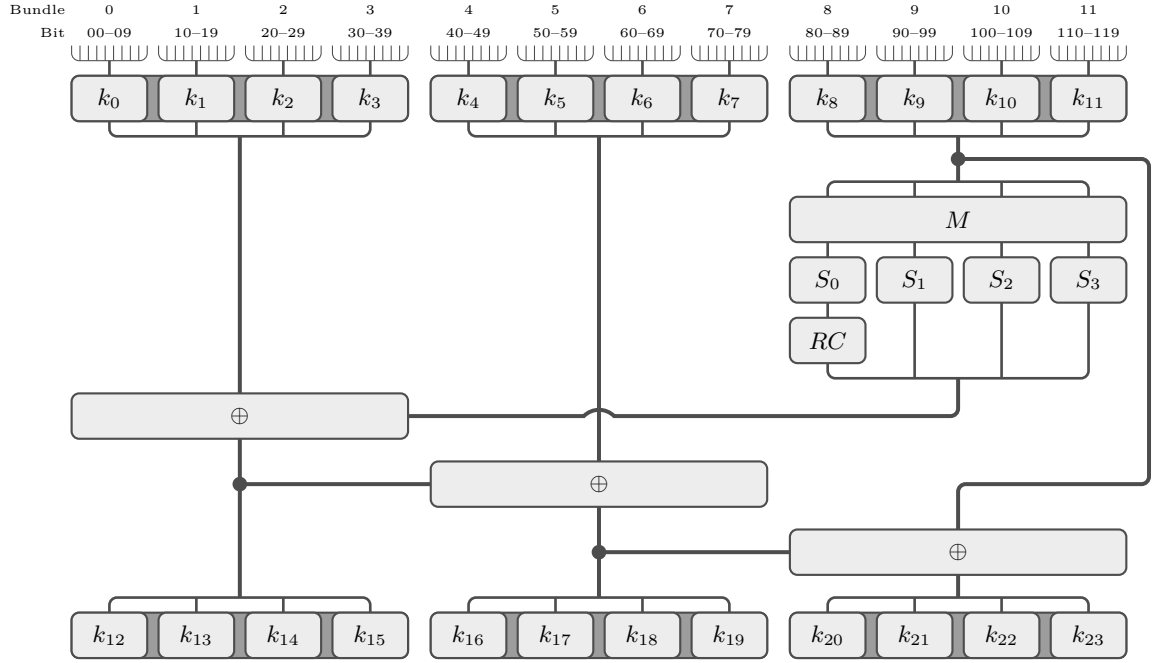 Bundle 0 1 2 3 4 5 6 7 8 9 10 11
Bit 00–09 10–19 20–29 30–39 40–49 50–59 60–69 70–79 80–89 90–99 100–109 110–119
k₀ k₁ k₂ k₃ k₄ k₅ k₆ k₇ k₈ k₉ k₁₀ k₁₁
M
S₀ S₁ S₂ S₃
RC
⊕
⊕
⊕
k₁₂ k₁₃ k₁₄ k₁₅ k₁₆ k₁₇ k₁₈ k₁₉ k₂₀ k₂₁ k₂₂ k₂₃